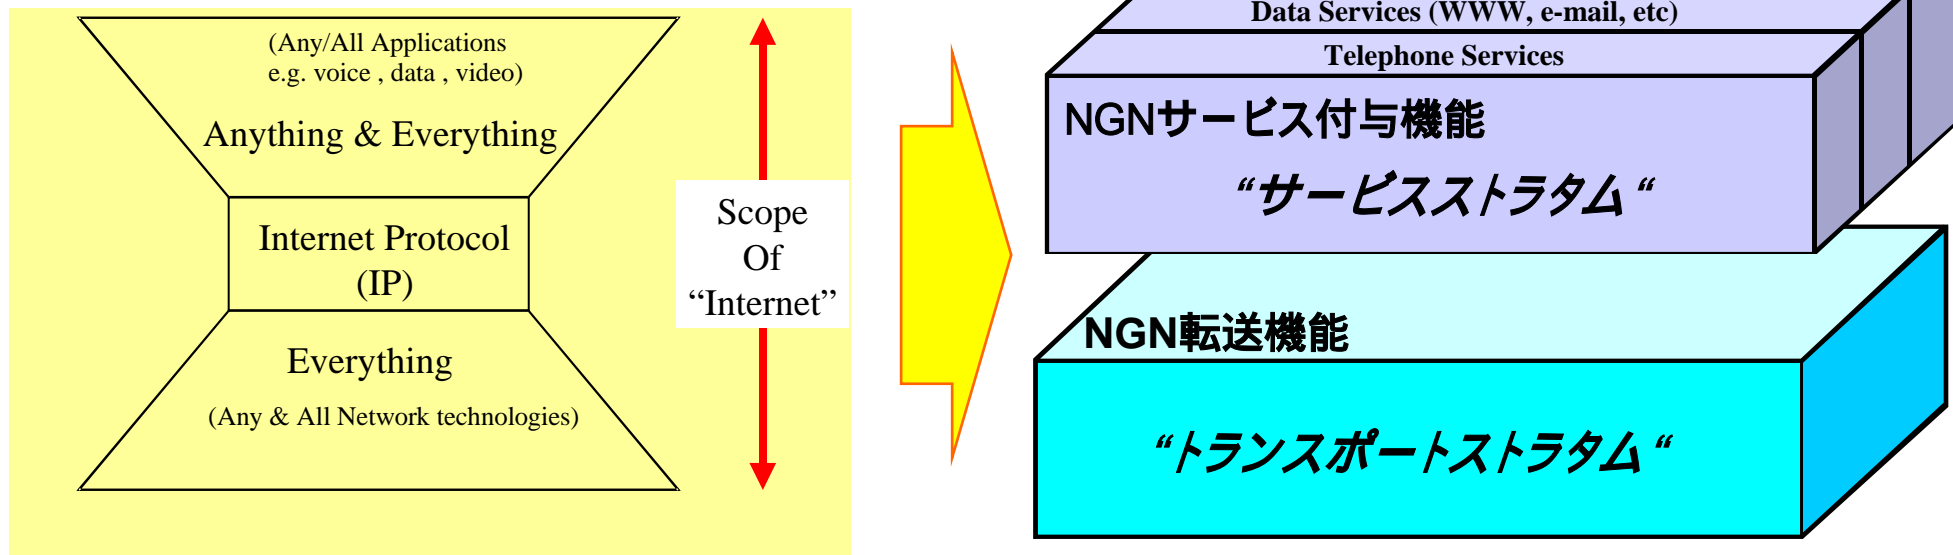 (Any/All Applications
e.g. voice , data , video)
Anything & Everything
Internet Protocol
(IP)
Everything
(Any & All Network technologies)
Scope
Of
“Internet”
Data Services (WWW, e-mail, etc)
Telephone Services
NGNサービス付与機能
“サービスストラタム“
NGN転送機能
“トランスポートストラタム“